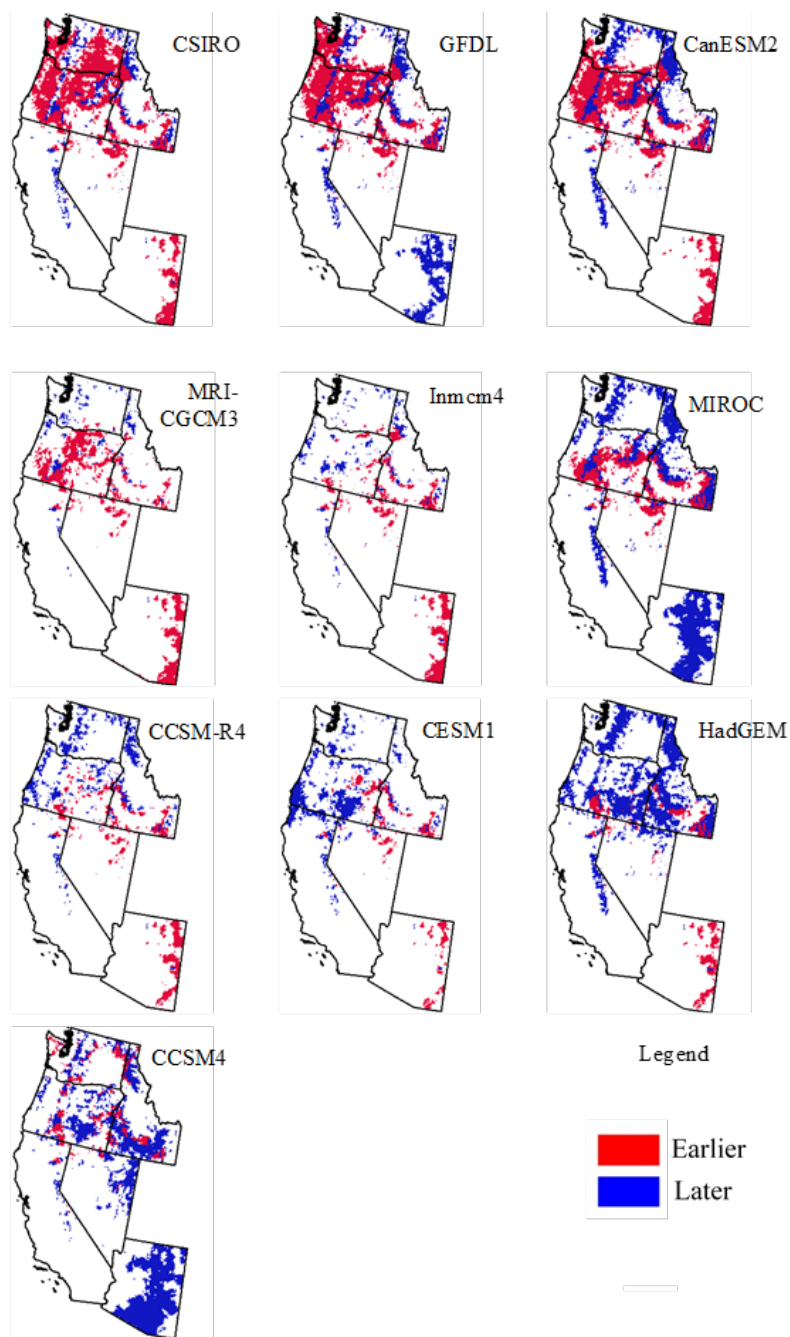 CSIRO
GFDL
CanESM2
MRI-
CGCM3
Inmcm4
MIROC
CCSM-R4
CESM1
HadGEM
CCSM4
Legend
Earlier
Later